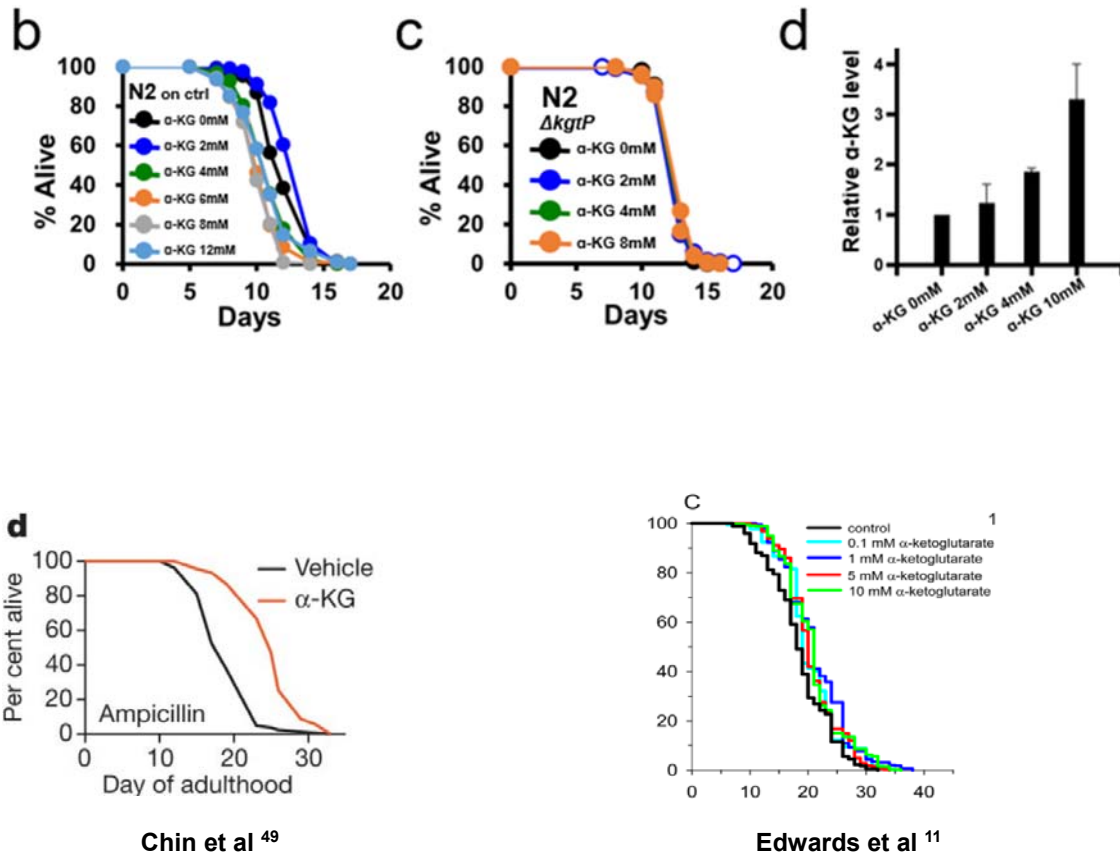 b
100
80
60
40
20
0
% Alive
N2 on ctrl
α-KG 0mM
α-KG 2mM
α-KG 4mM
α-KG 6mM
α-KG 8mM
α-KG 12mM
0 5 10 15 20
Days
c
100
80
60
40
20
0
% Alive
N2
ΔkgtP
α-KG 0mM
α-KG 2mM
α-KG 4mM
α-KG 8mM
0 5 10 15 20
Days
d
Relative α-KG level
4
3
2
1
0
α-KG 0mM
α-KG 2mM
α-KG 4mM
α-KG 10mM
d
Per cent alive
100
80
60
40
20
0
Vehicle
α-KG
Ampicillin
0 10 20 30
Day of adulthood
Chin et al 49
C
1
100
80
60
40
20
0
control
0.1 mM α-ketoglutarate
1 mM α-ketoglutarate
5 mM α-ketoglutarate
10 mM α-ketoglutarate
0 10 20 30 40
Edwards et al 11